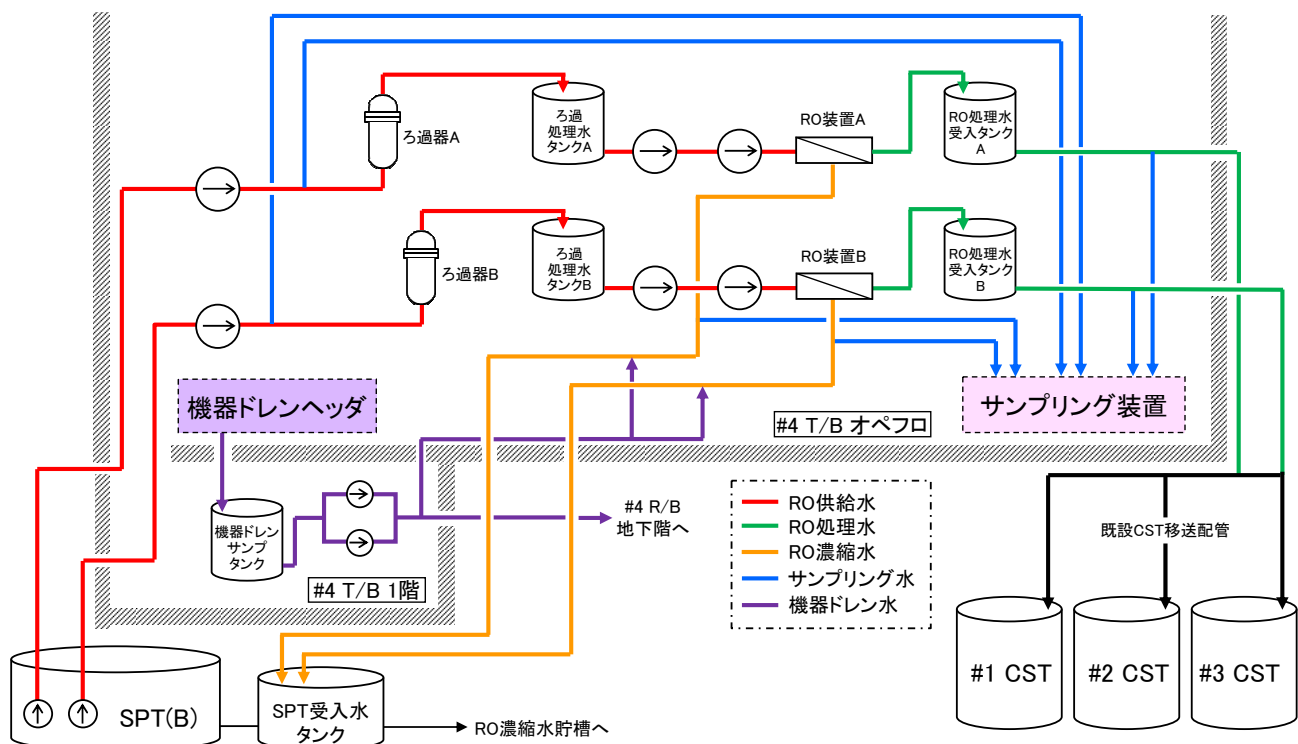 ろ過器A
ろ過
処理水
タンクA
RO装置A
RO処理水
受入タンク
A
ろ過器B
ろ過
処理水
タンクB
RO装置B
RO処理水
受入タンク
B
機器ドレンヘッダ
サンプリング装置
#4 T/B オペフロ
機器ドレン
サンプ
タンク
#4 R/B
地下階へ
#4 T/B 1階
RO供給水
RO処理水
RO濃縮水
サンプリング水
機器ドレン水
既設CST移送配管
#1 CST
#2 CST
#3 CST
SPT(B)
SPT受入水
タンク
RO濃縮水貯槽へ